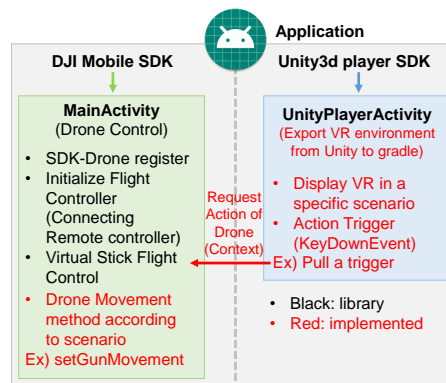 Application
DJI Mobile SDK
MainActivity
(Drone Control)
• SDK-Drone register
• Initialize Flight
Controller
(Connecting
Remote controller)
• Virtual Stick Flight
Control
• Drone Movement
method according
to scenario
Ex) setGunMovement
Request
Action of
Drone
(Context)
Unity3d player SDK
UnityPlayerActivity
(Export VR environment
from Unity to gradle)
• Display VR in a
specific scenario
• Action Trigger
(KeyDownEvent)
Ex) Pull a trigger
• Black: library
• Red: implemented